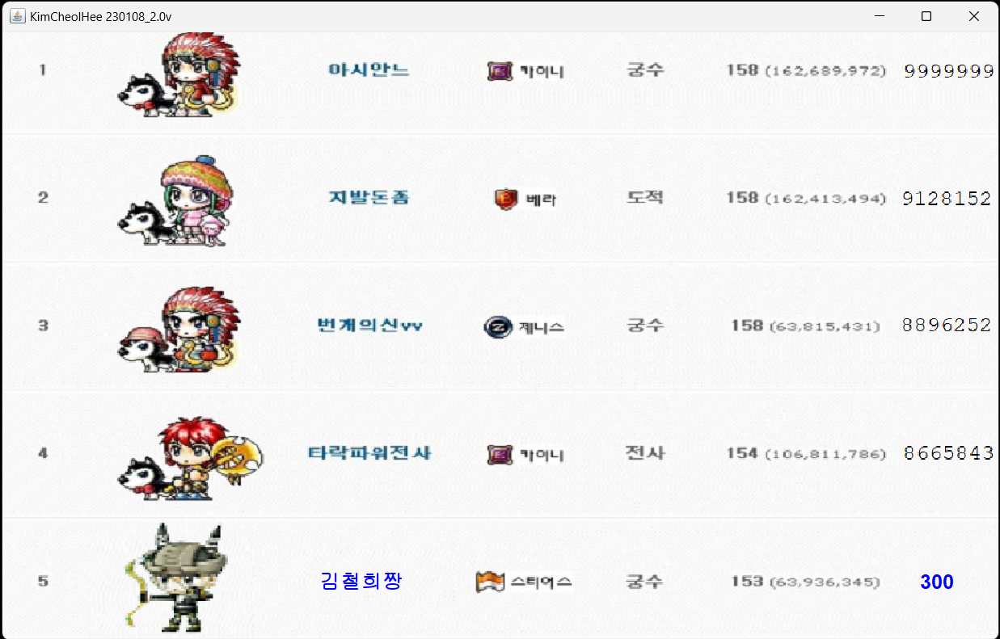 KimCheolHee 230108_2.0v
1 아시안느 카이니 궁수 158 (162,689,972) 9999999
2 지발돈좀 베라 도적 158 (162,413,494) 9128152
3 번개의신vv 제니스 궁수 158 (63,815,431) 8896252
4 타락파워전사 카이니 전사 154 (106,811,786) 8665843
5 김철희짱 스티어스 궁수 153 (63,936,345) 300